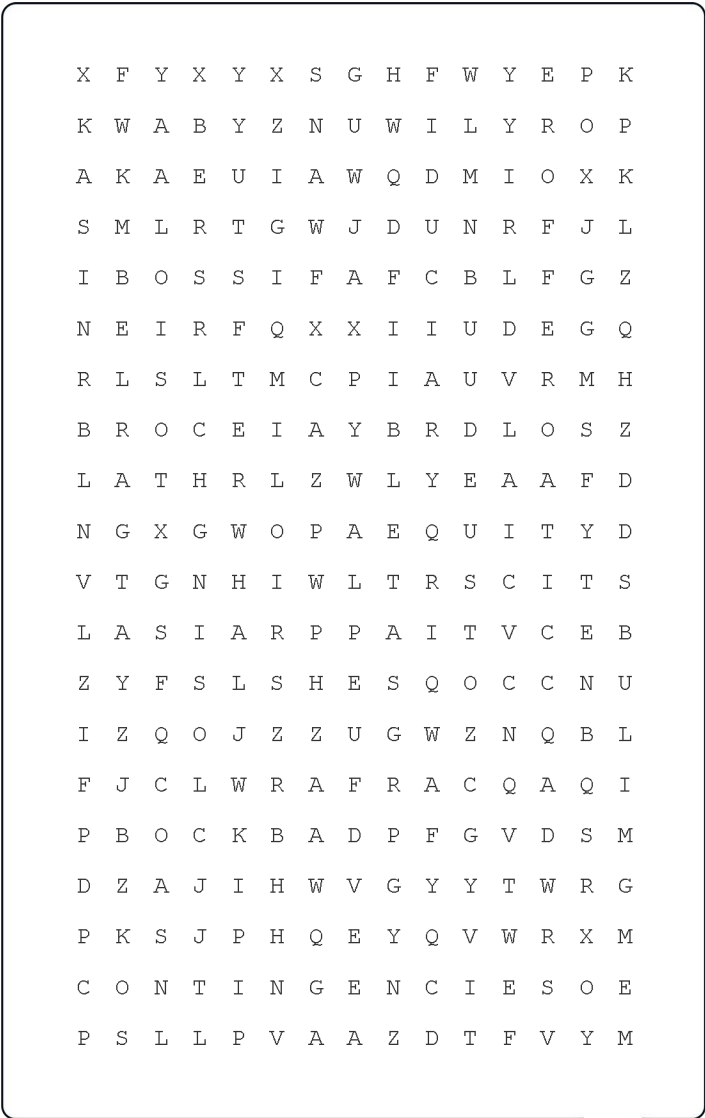 X F Y X Y X S G H F W Y E P K
K W A B Y Z N U W I L Y R O P
A K A E U I A W Q D M I O X K
S M L R T G W J D U N R F J L
I B O S S I F A F C B L F G Z
N E I R F Q X X I I U D E G Q
R L S L T M C P I A U V R M H
B R O C E I A Y B R D L O S Z
L A T H R L Z W L Y E A A F D
N G X G W O P A E Q U I T Y D
V T G N H I W L T R S C I T S
L A S I A R P P A I T V C E B
Z Y F S L S H E S Q O C C N U
I Z Q O J Z Z U G W Z N Q B L
F J C L W R A F R A C Q A Q I
P B O C K B A D P F G V D S M
D Z A J I H W V G Y Y T W R G
P K S J P H Q E Y Q V W R X M
C O N T I N G E N C I E S O E
P S L L P V A A Z D T F V Y M